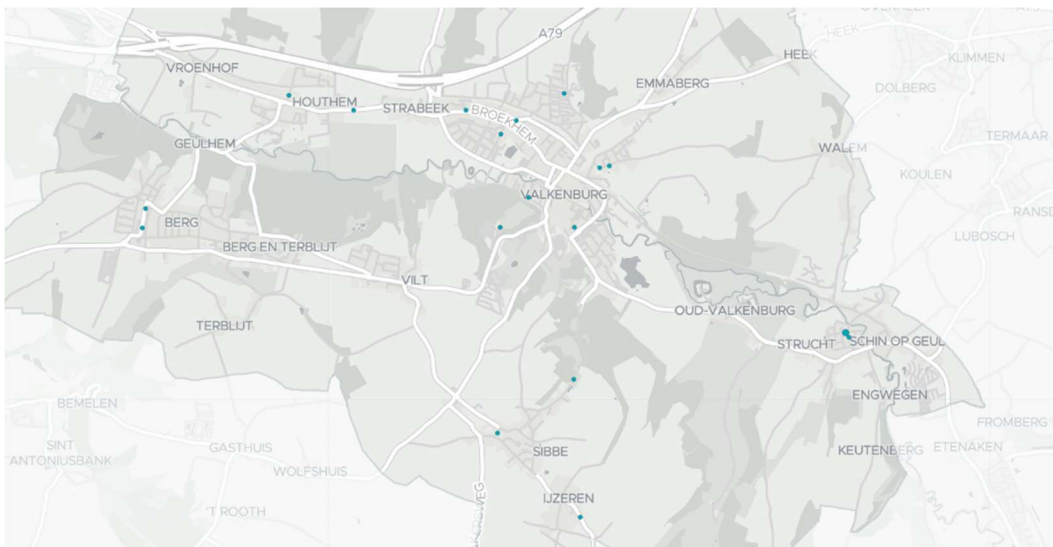 A79
HEEK
HEEK
KLIMMEN
VROENHOF
EMMABERG
DOLBERG
HOUTHEM
STRABEEK
BROEKHEM
TERMAAR
GEULHEM
WALEM
KOULEN
VALKENBURG
RANSD
BERG
LUBOSCH
BERG EN TERBLIJT
VILT
OUD-VALKENBURG
TERBLIJT
STRUCHT
SCHIN OP GEUL
ENGWEGEN
BEMELEN
FROMBERG
SINT
ANTONIUSBANK
GASTHUIS
SIBBE
KEUTENBERG
ETENAKEN
WOLFSHUIS
IJZEREN
'T ROOTH